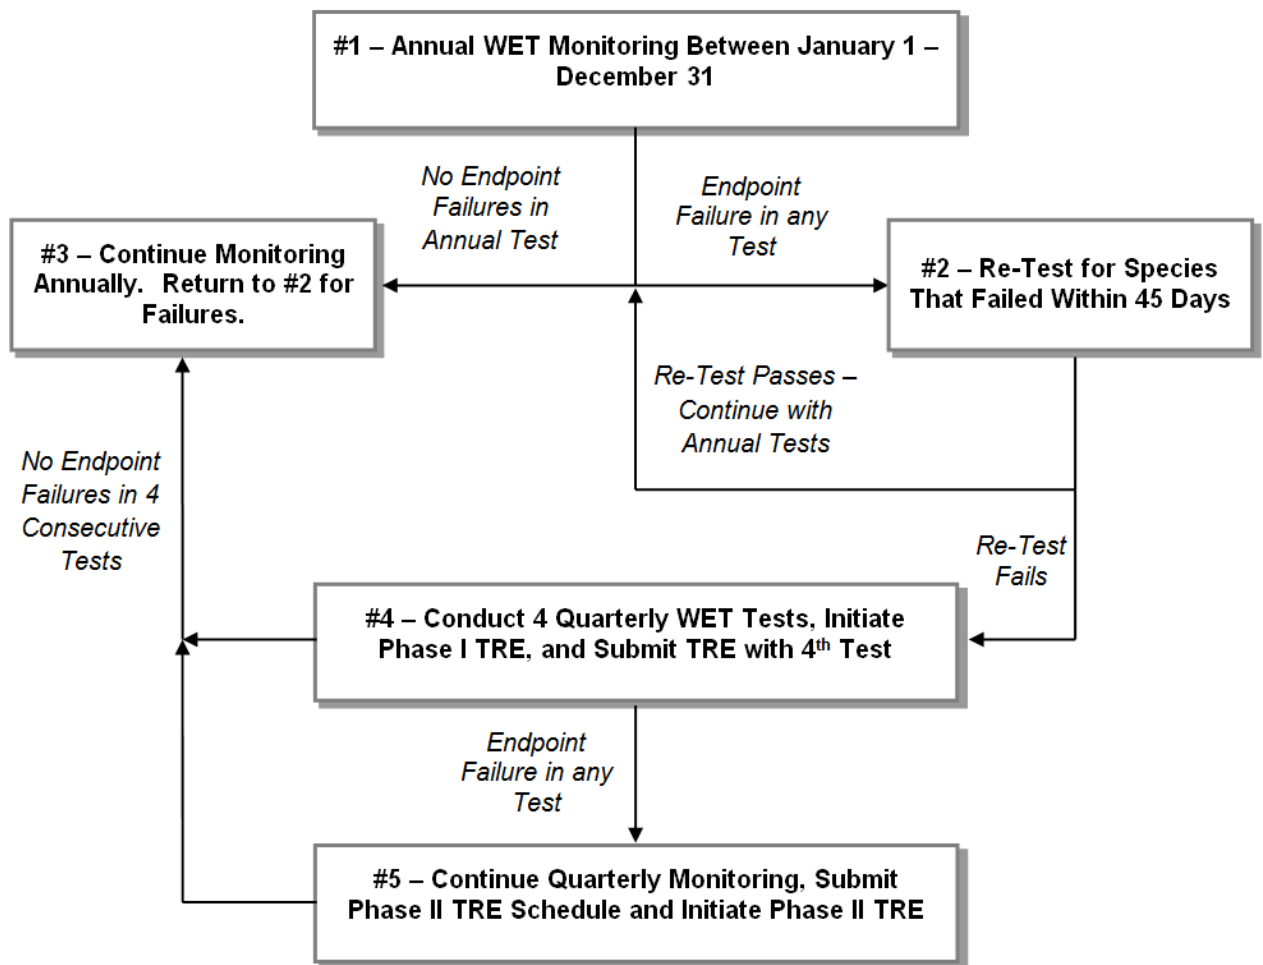 #1 – Annual WET Monitoring Between January 1 –
December 31
No Endpoint
Failures in
Annual Test
Endpoint
Failure in any
Test
#3 – Continue Monitoring
Annually.  Return to #2 for
Failures.
#2 – Re-Test for Species
That Failed Within 45 Days
Re-Test Passes –
Continue with
Annual Tests
No Endpoint
Failures in 4
Consecutive
Tests
Re-Test
Fails
#4 – Conduct 4 Quarterly WET Tests, Initiate
Phase I TRE, and Submit TRE with 4th Test
Endpoint
Failure in any
Test
#5 – Continue Quarterly Monitoring, Submit
Phase II TRE Schedule and Initiate Phase II TRE